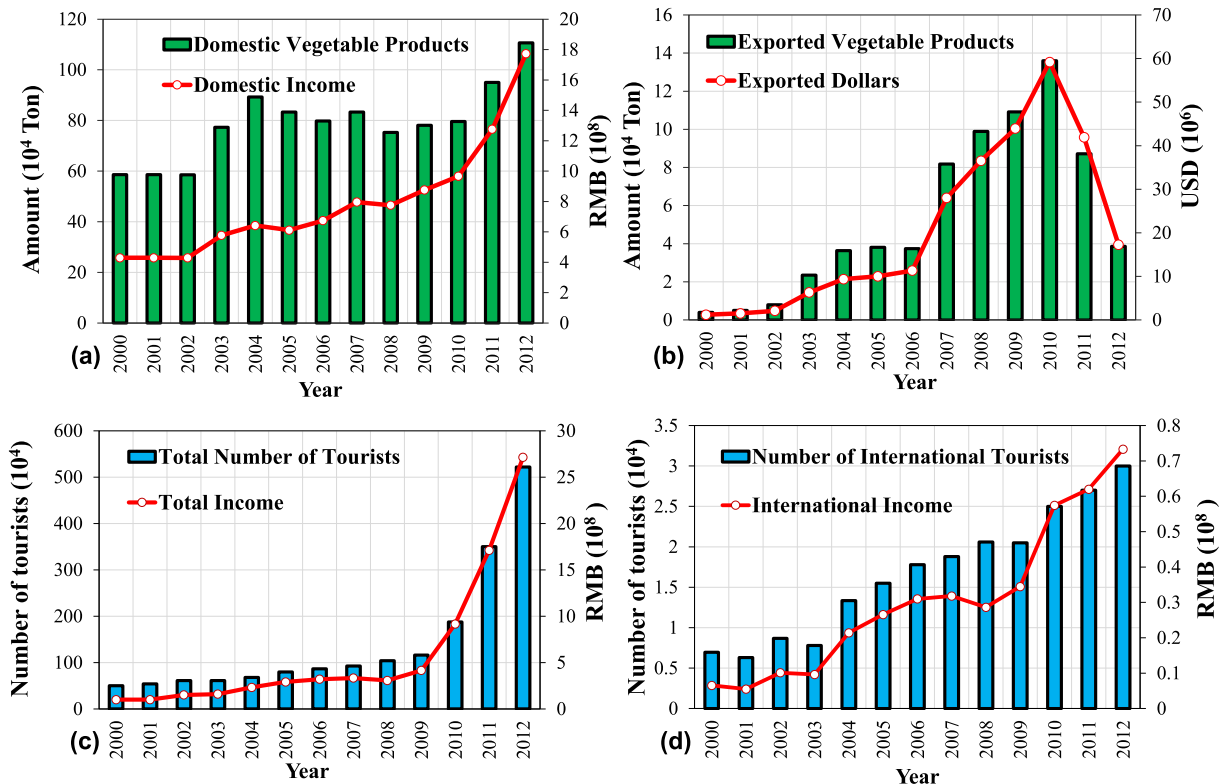 Domestic Vegetable Products
Domestic Income
Amount (10⁴ Ton)
120
100
80
60
40
20
0
RMB (10⁸)
20
18
16
14
12
10
8
6
4
2
0
2000 2001 2002 2003 2004 2005 2006 2007 2008 2009 2010 2011 2012
(a)
Year
Exported Vegetable Products
Exported Dollars
Amount (10⁴ Ton)
16
14
12
10
8
6
4
2
0
USD (10⁶)
70
60
50
40
30
20
10
0
2000 2001 2002 2003 2004 2005 2006 2007 2008 2009 2010 2011 2012
(b)
Year
Total Number of Tourists
Total Income
Number of tourists (10⁴)
600
500
400
300
200
100
0
RMB (10⁸)
30
25
20
15
10
5
0
2000 2001 2002 2003 2004 2005 2006 2007 2008 2009 2010 2011 2012
(c)
Year
Number of International Tourists
International Income
Number of tourists (10⁴)
3.5
3
2.5
2
1.5
1
0.5
0
RMB (10⁸)
0.8
0.7
0.6
0.5
0.4
0.3
0.2
0.1
0
2000 2001 2002 2003 2004 2005 2006 2007 2008 2009 2010 2011 2012
(d)
Year